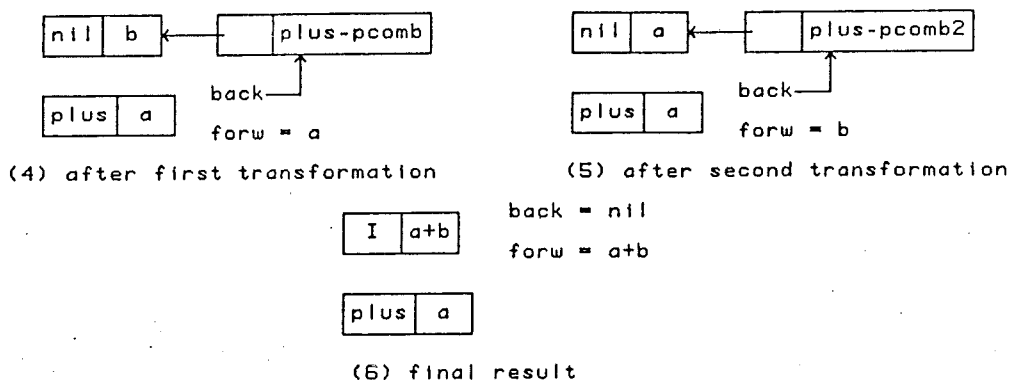 nil b plus-pcomb
back
plus a
forw = a
(4) after first transformation
nil a plus-pcomb2
back
plus a
forw = b
(5) after second transformation
I a+b
back = nil
forw = a+b
plus a
(6) final result